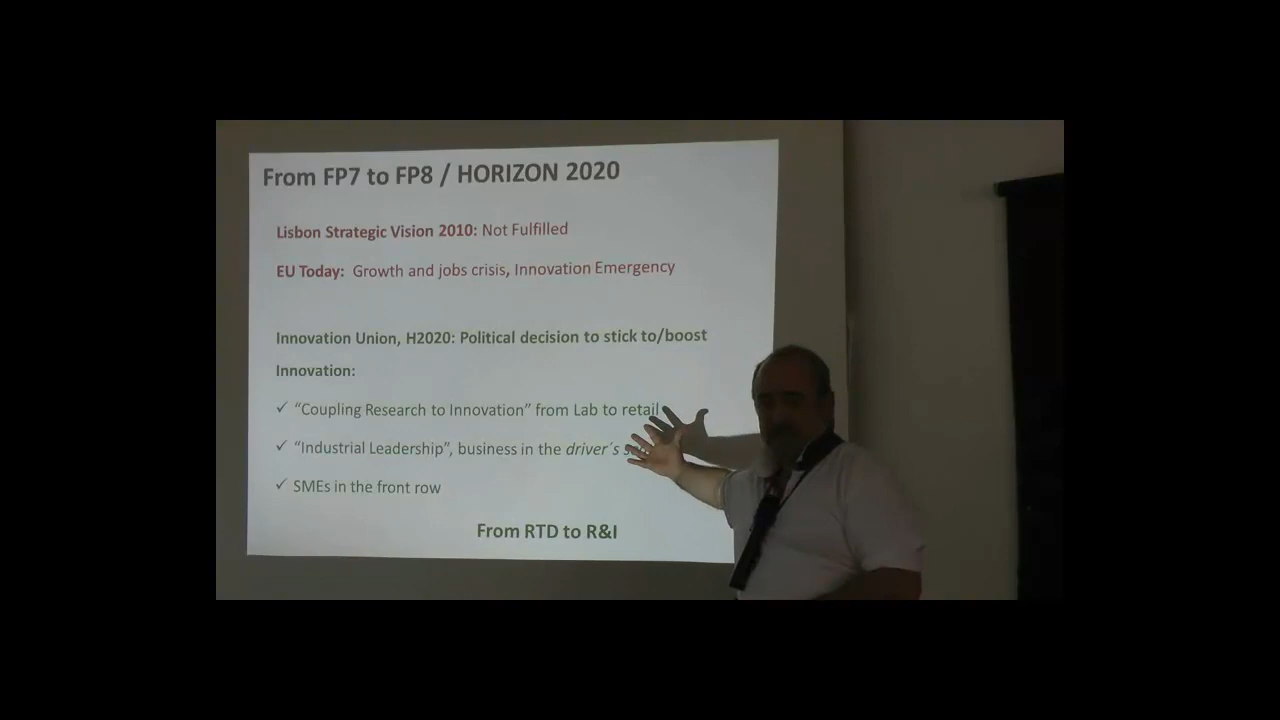 From FP7 to FP8 / HORIZON 2020
Lisbon Strategic Vision 2010: Not Fulfilled
EU Today: Growth and jobs crisis, Innovation Emergency
Innovation Union, H2020: Political decision to stick to/boost
Innovation:
✓ “Coupling Research to Innovation” from Lab to retail
✓ “Industrial Leadership”, business in the driver´s
✓ SMEs in the front row
From RTD to R&I